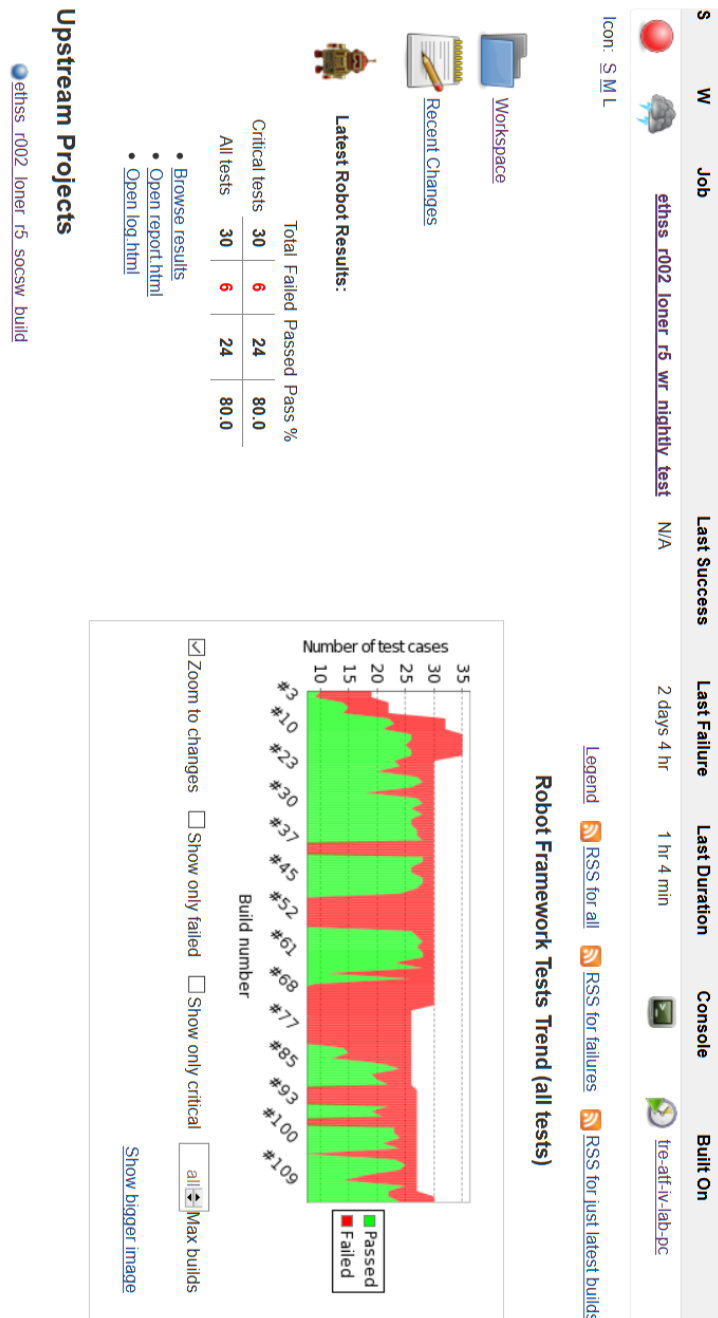 S W Job Last Success Last Failure Last Duration Console Built On
ethss_r002_loner_r5_wr_nightly_test N/A 2 days 4 hr 1 hr 4 min tre-atf-iv-lab-pc
Icon: S M L
Legend RSS for all RSS for failures RSS for just latest builds
Workspace
Recent Changes
Latest Robot Results:
Total Failed Passed Pass %
Critical tests 30 6 24 80.0
All tests 30 6 24 80.0
• Browse results
• Open report.html
• Open log.html
Upstream Projects
ethss_r002_loner_r5_socsw_build
Robot Framework Tests Trend (all tests)
Number of test cases
35
30
25
20
15
10
#3 #10 #23 #30 #37 #45 #52 #61 #68 #77 #85 #93 #100 #109
Build number
Passed
Failed
Zoom to changes Show only failed Show only critical all Max builds
Show bigger image